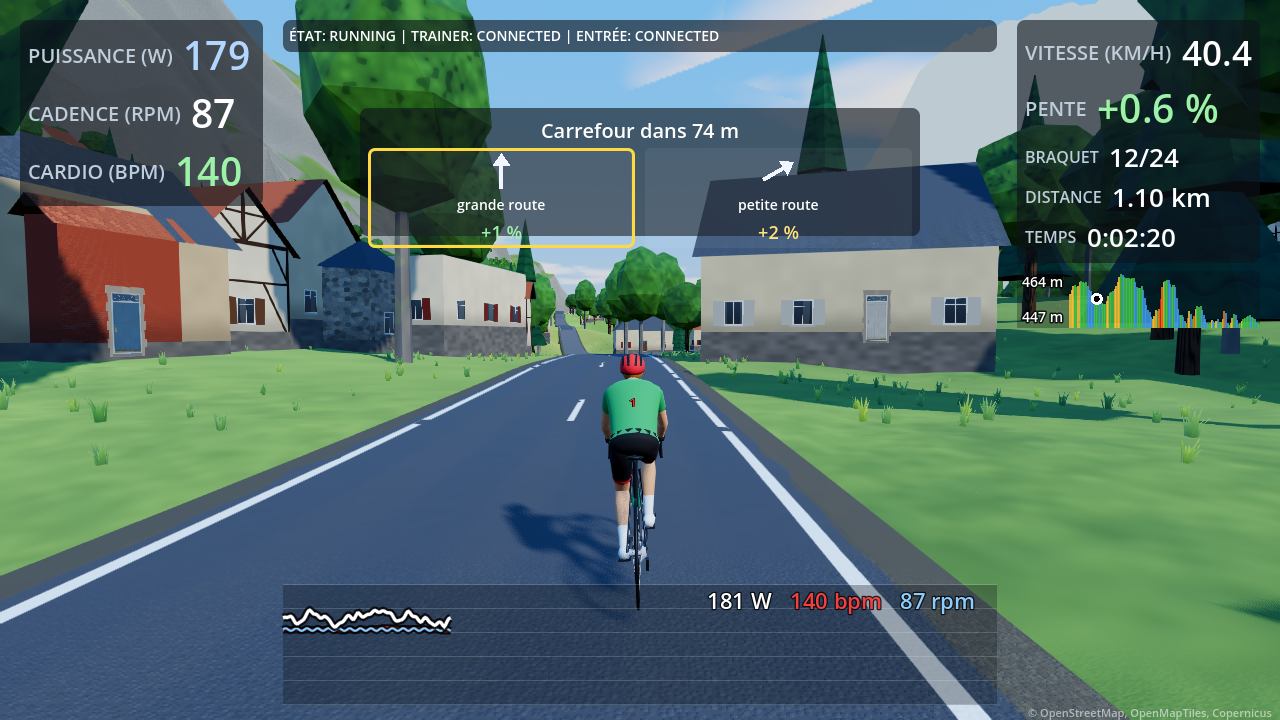 PUISSANCE (W) 179
CADENCE (RPM) 87
CARDIO (BPM) 140
ÉTAT: RUNNING | TRAINER: CONNECTED | ENTRÉE: CONNECTED
Carrefour dans 74 m
grande route
+1 %
petite route
+2 %
VITESSE (KM/H) 40.4
PENTE +0.6 %
BRAQUET 12/24
DISTANCE 1.10 km
TEMPS 0:02:20
464 m
447 m
1
181 W 140 bpm 87 rpm
© OpenStreetMap, OpenMapTiles, Copernicus